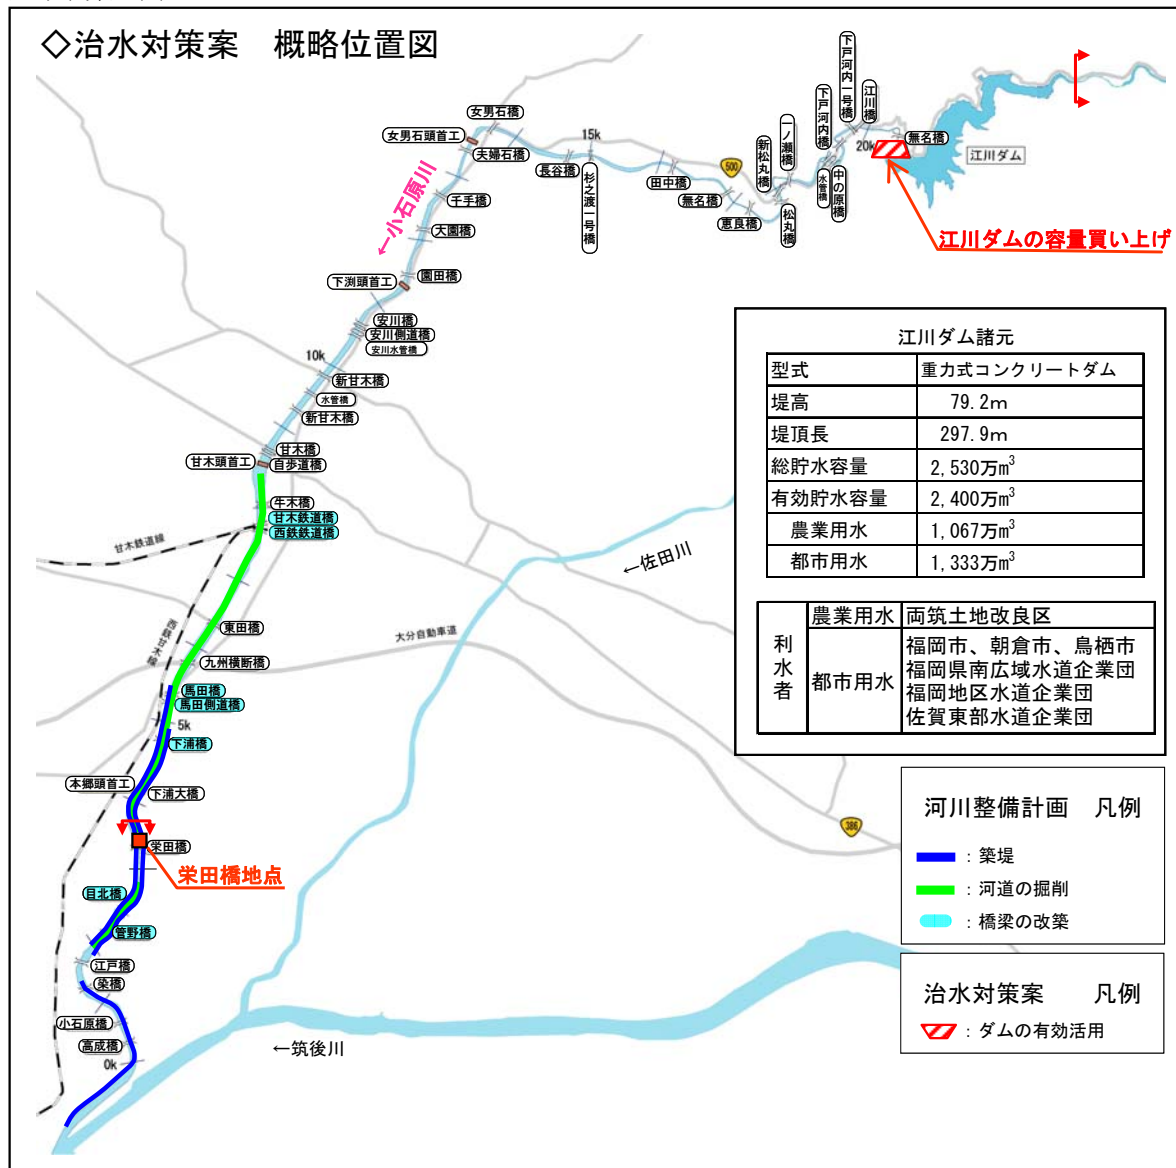 ◇治水対策案　概略位置図
女男石橋
女男石頭首工
夫婦石橋
15k
長谷橋
杉之渡一号橋
田中橋
500
無名橋
恵良橋
新松丸橋
一ノ瀬橋
松丸橋
下戸河内橋
水管橋
中の原橋
下戸河内一号橋
江川橋
20k
無名橋
江川ダム
江川ダムの容量買い上げ
←小石原川
千手橋
大園橋
園田橋
下渕頭首工
安川橋
安川側道橋
安川水管橋
10k
新甘木橋
水管橋
新甘木橋
甘木橋
甘木頭首工
自歩道橋
牛木橋
甘木鉄道橋
西鉄鉄道橋
甘木鉄道線
西鉄甘木線
←佐田川
東田橋
大分自動車道
九州横断橋
馬田橋
馬田側道橋
5k
下浦橋
本郷頭首工
下浦大橋
386
栄田橋
栄田橋地点
目北橋
管野橋
江戸橋
染橋
小石原橋
高成橋
0k
←筑後川
江川ダム諸元
型式 重力式コンクリートダム
堤高 79.2m
堤頂長 297.9m
総貯水容量 2,530万m³
有効貯水容量 2,400万m³
農業用水 1,067万m³
都市用水 1,333万m³
利水者
農業用水 両筑土地改良区
都市用水
福岡市、朝倉市、鳥栖市
福岡県南広域水道企業団
福岡地区水道企業団
佐賀東部水道企業団
河川整備計画　凡例
：築堤
：河道の掘削
：橋梁の改築
治水対策案　凡例
：ダムの有効活用